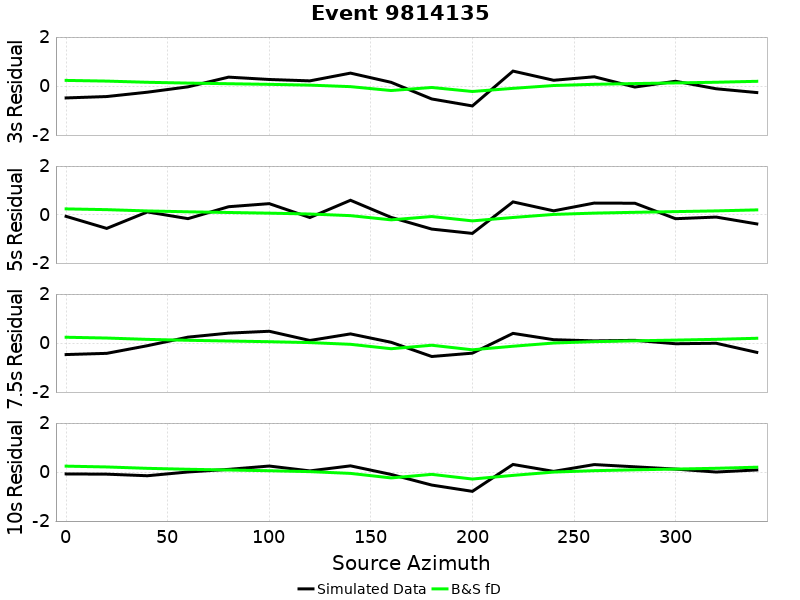 Event 9814135
3s Residual
2
0
-2
5s Residual
2
0
-2
7.5s Residual
2
0
-2
10s Residual
2
0
-2
0 50 100 150 200 250 300
Source Azimuth
Simulated Data B&S fD